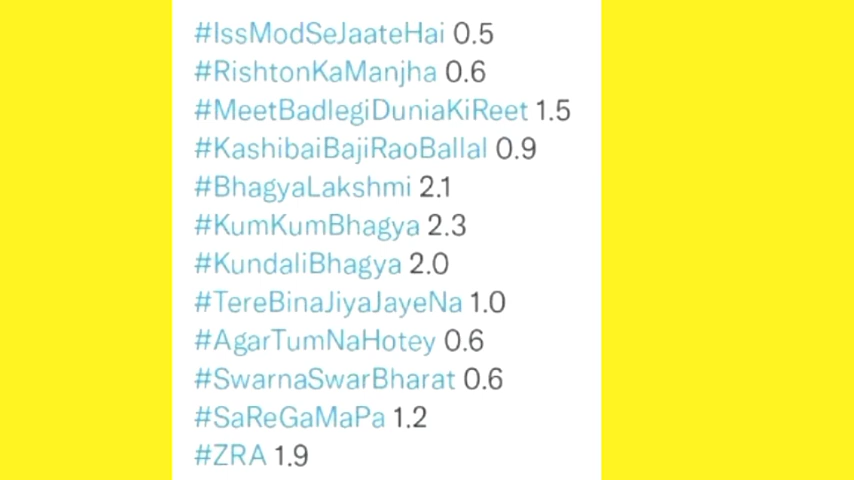 #IssModSeJaateHai 0.5
#RishtonKaManjha 0.6
#MeetBadlegiDuniaKiReet 1.5
#KashibaiBajiRaoBallal 0.9
#BhagyaLakshmi 2.1
#KumKumBhagya 2.3
#KundaliBhagya 2.0
#TereBinaJiyaJayeNa 1.0
#AgarTumNaHotey 0.6
#SwarnaSwarBharat 0.6
#SaReGaMaPa 1.2
#ZRA 1.9